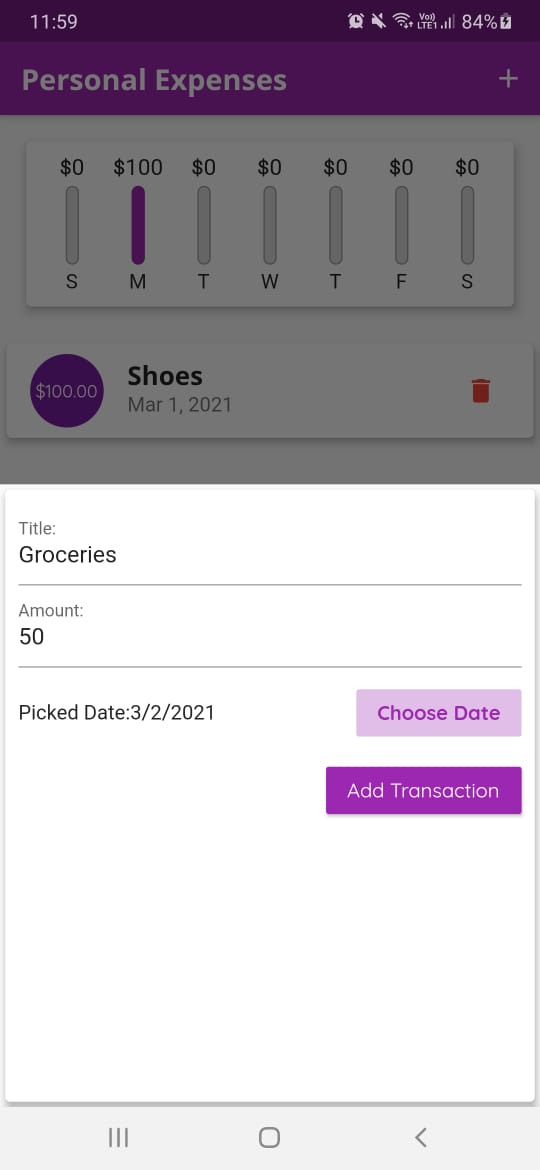 11:59 Vo)) LTE1 84%
Personal Expenses +
$0 $100 $0 $0 $0 $0 $0
S M T W T F S
$100.00 Shoes
Mar 1, 2021
Title:
Groceries
Amount:
50
Picked Date:3/2/2021 Choose Date
Add Transaction